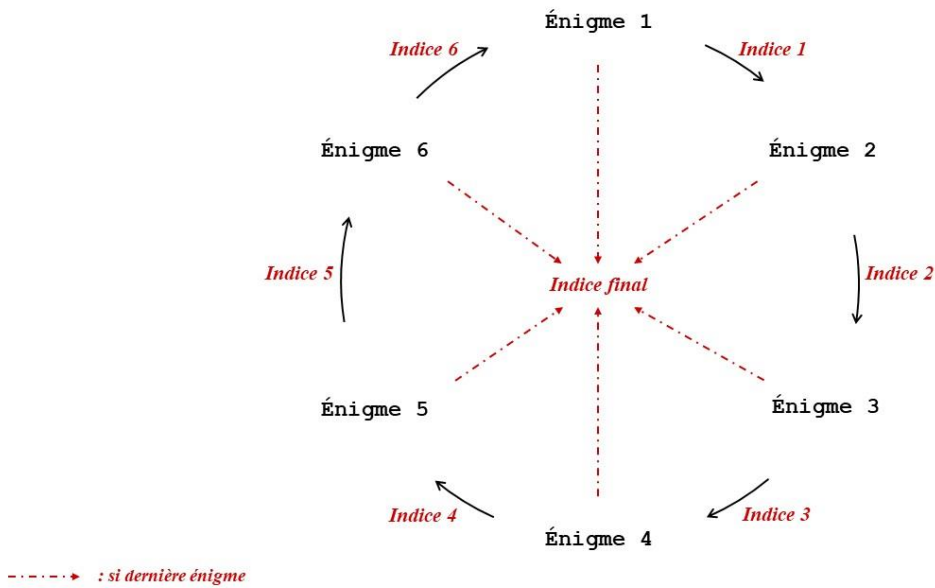 Énigme 1
Indice 6
Indice 1
Énigme 6
Énigme 2
Indice 5
Indice final
Indice 2
Énigme 5
Énigme 3
Indice 4
Indice 3
Énigme 4
: si dernière énigme